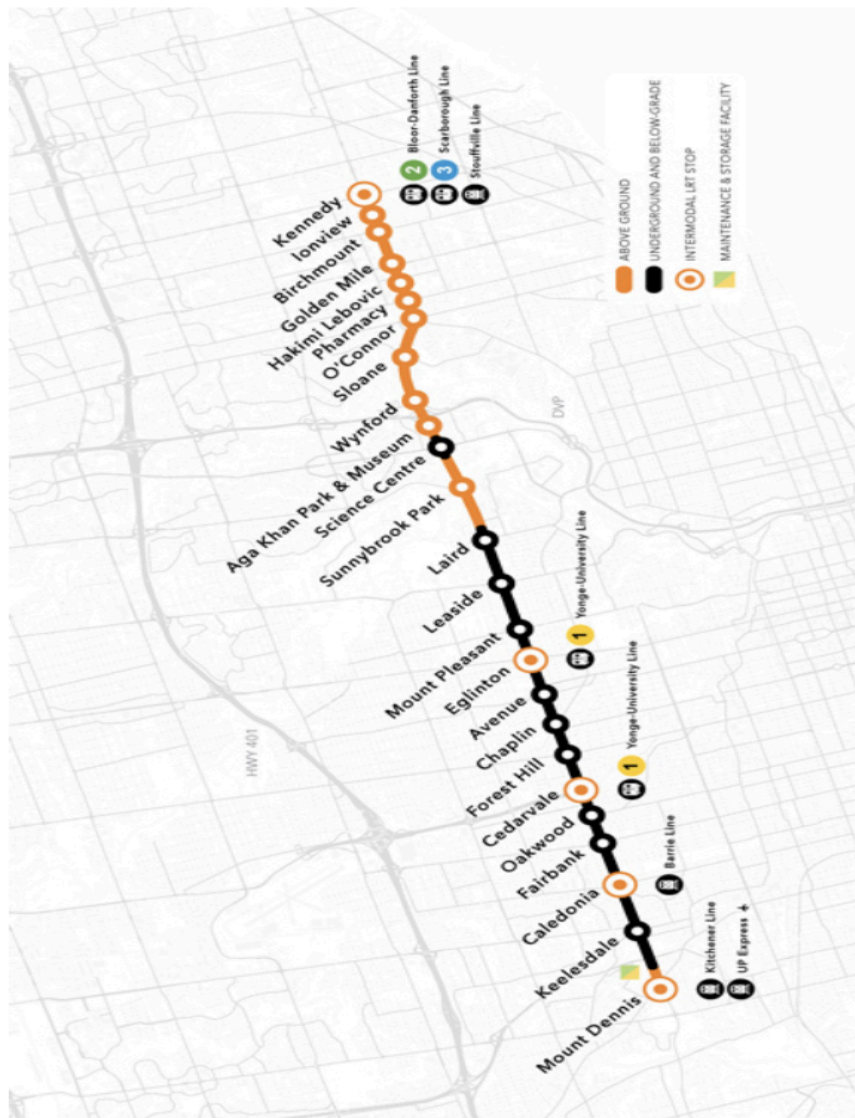 Kennedy
Ionview
Birchmount
Golden Mile
Hakimi Lebovic
Pharmacy
O'Connor
Sloane
Wynford
Aga Khan Park & Museum
Science Centre
Sunnybrook Park
Laird
Leaside
Mount Pleasant
Eglinton
Avenue
Chaplin
Forest Hill
Cedarvale
Oakwood
Fairbank
Caledonia
Keelesdale
Mount Dennis
2 Bloor-Danforth Line
3 Scarborough Line
Stouffville Line
1 Yonge-University Line
1 Yonge-University Line
Barrie Line
Kitchener Line
UP Express
HWY 401
DVP
ABOVE GROUND
UNDERGROUND AND BELOW-GRADE
INTERMODAL LRT STOP
MAINTENANCE & STORAGE FACILITY